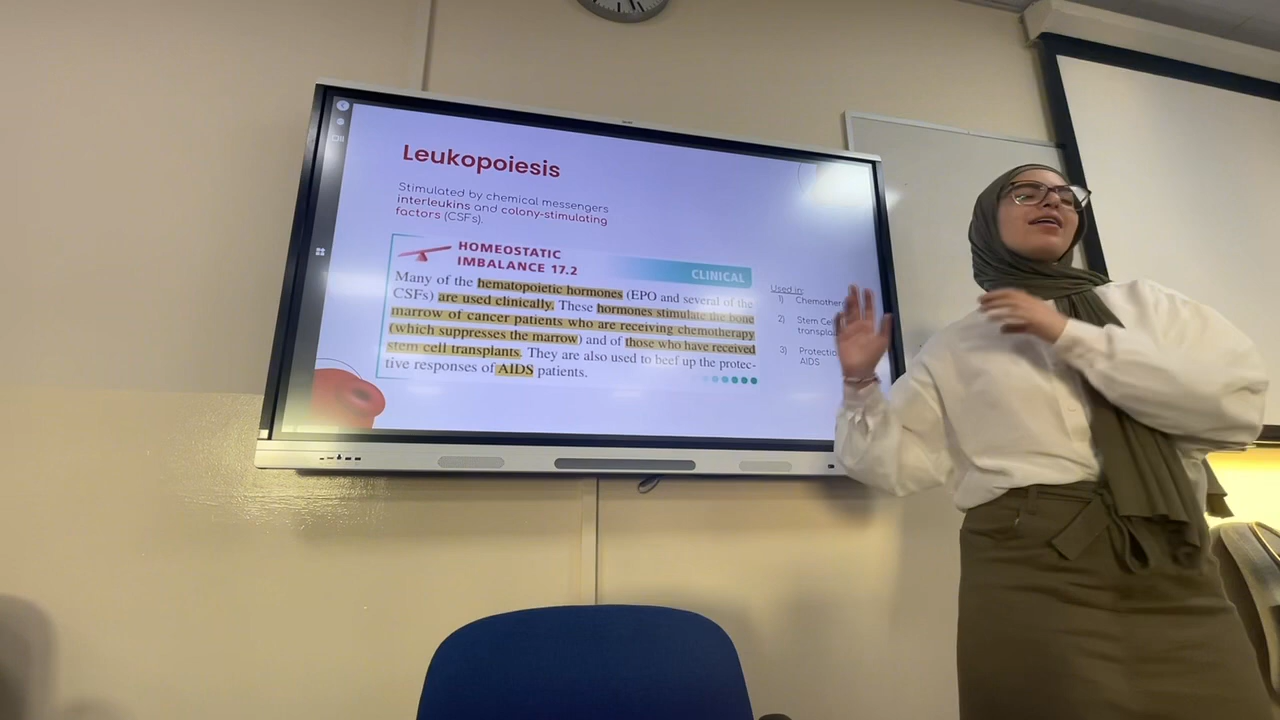 Leukopoiesis
Stimulated by chemical messengers
interleukins and colony-stimulating
factors (CSFs).
HOMEOSTATIC
IMBALANCE 17.2
CLINICAL
Many of the hematopoietic hormones (EPO and several of the
CSFs) are used clinically. These hormones stimulate the bone
marrow of cancer patients who are receiving chemotherapy
(which suppresses the marrow) and of those who have received
stem cell transplants. They are also used to beef up the protec-
tive responses of AIDS patients.
Used in:
1) Chemother
2) Stem Ce
transpla
3) Protectio
AIDS